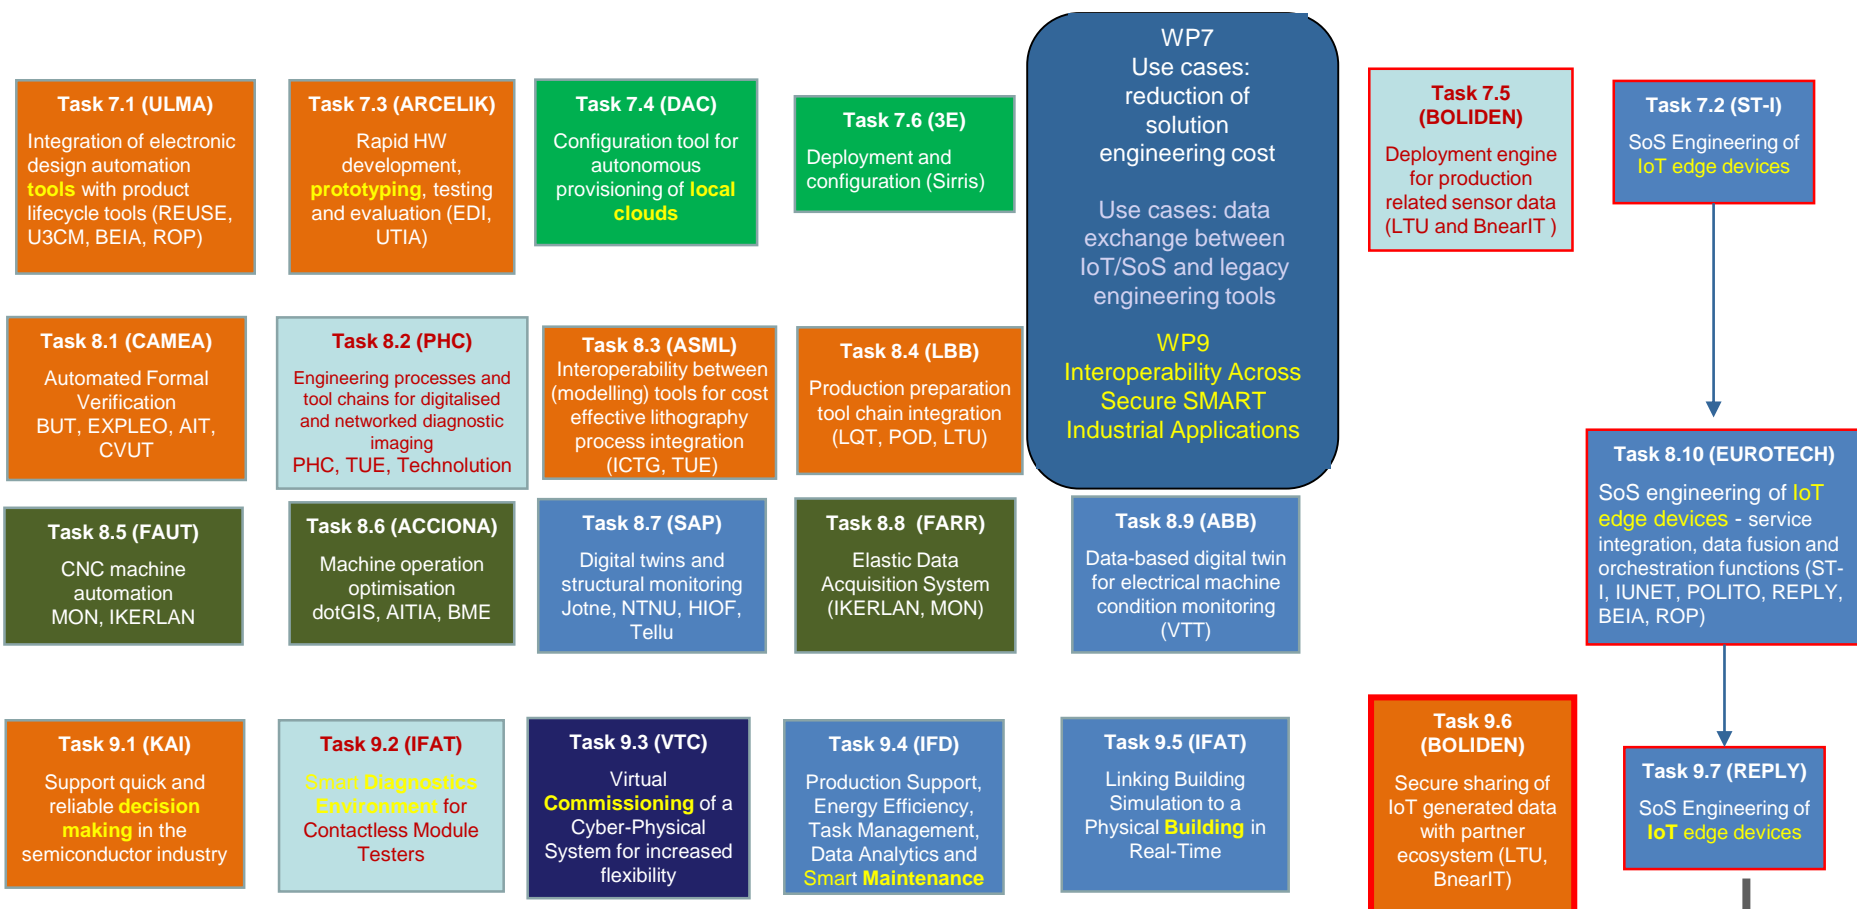 Task 7.1 (ULMA)
Integration of electronic
design automation
tools with product
lifecycle tools (REUSE,
U3CM, BEIA, ROP)
Task 7.3 (ARCELIK)
Rapid HW
development,
prototyping, testing
and evaluation (EDI,
UTIA)
Task 7.4 (DAC)
Configuration tool for
autonomous
provisioning of local
clouds
Task 7.6 (3E)
Deployment and
configuration (Sirris)
WP7
Use cases:
reduction of
solution
engineering cost
Use cases: data
exchange between
IoT/SoS and legacy
engineering tools
WP9
Interoperability Across
Secure SMART
Industrial Applications
Task 7.5
(BOLIDEN)
Deployment engine
for production
related sensor data
(LTU and BnearIT )
Task 7.2 (ST-I)
SoS Engineering of
IoT edge devices
Task 8.1 (CAMEA)
Automated Formal
Verification
BUT, EXPLEO, AIT,
CVUT
Task 8.2 (PHC)
Engineering processes and
tool chains for digitalised
and networked diagnostic
imaging
PHC, TUE, Technolution
Task 8.3 (ASML)
Interoperability between
(modelling) tools for cost
effective lithography
process integration
(ICTG, TUE)
Task 8.4 (LBB)
Production preparation
tool chain integration
(LQT, POD, LTU)
Task 8.10 (EUROTECH)
SoS engineering of IoT
edge devices - service
integration, data fusion and
orchestration functions (ST-
I, IUNET, POLITO, REPLY,
BEIA, ROP)
Task 8.5 (FAUT)
CNC machine
automation
MON, IKERLAN
Task 8.6 (ACCIONA)
Machine operation
optimisation
dotGIS, AITIA, BME
Task 8.7 (SAP)
Digital twins and
structural monitoring
Jotne, NTNU, HIOF,
Tellu
Task 8.8 (FARR)
Elastic Data
Acquisition System
(IKERLAN, MON)
Task 8.9 (ABB)
Data-based digital twin
for electrical machine
condition monitoring
(VTT)
Task 9.1 (KAI)
Support quick and
reliable decision
making in the
semiconductor industry
Task 9.2 (IFAT)
Smart Diagnostics
Environment for
Contactless Module
Testers
Task 9.3 (VTC)
Virtual
Commissioning of a
Cyber-Physical
System for increased
flexibility
Task 9.4 (IFD)
Production Support,
Energy Efficiency,
Task Management,
Data Analytics and
Smart Maintenance
Task 9.5 (IFAT)
Linking Building
Simulation to a
Physical Building in
Real-Time
Task 9.6
(BOLIDEN)
Secure sharing of
IoT generated data
with partner
ecosystem (LTU,
BnearIT)
Task 9.7 (REPLY)
SoS Engineering of
IoT edge devices